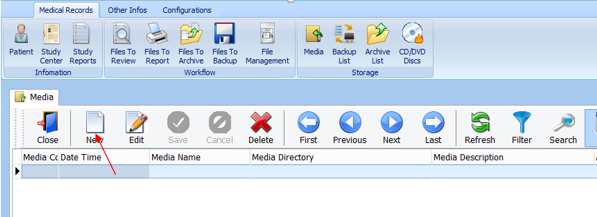 Medical Records Other Infos Configurations
Patient Study Center Study Reports Files To Review Files To Report Files To Archive Files To Backup File Management Media Backup List Archive List CD/DVD Discs
Infomation Workflow Storage
Media
Close New Edit Save Cancel Delete First Previous Next Last Refresh Filter Search
Media Co Date Time Media Name Media Directory Media Description